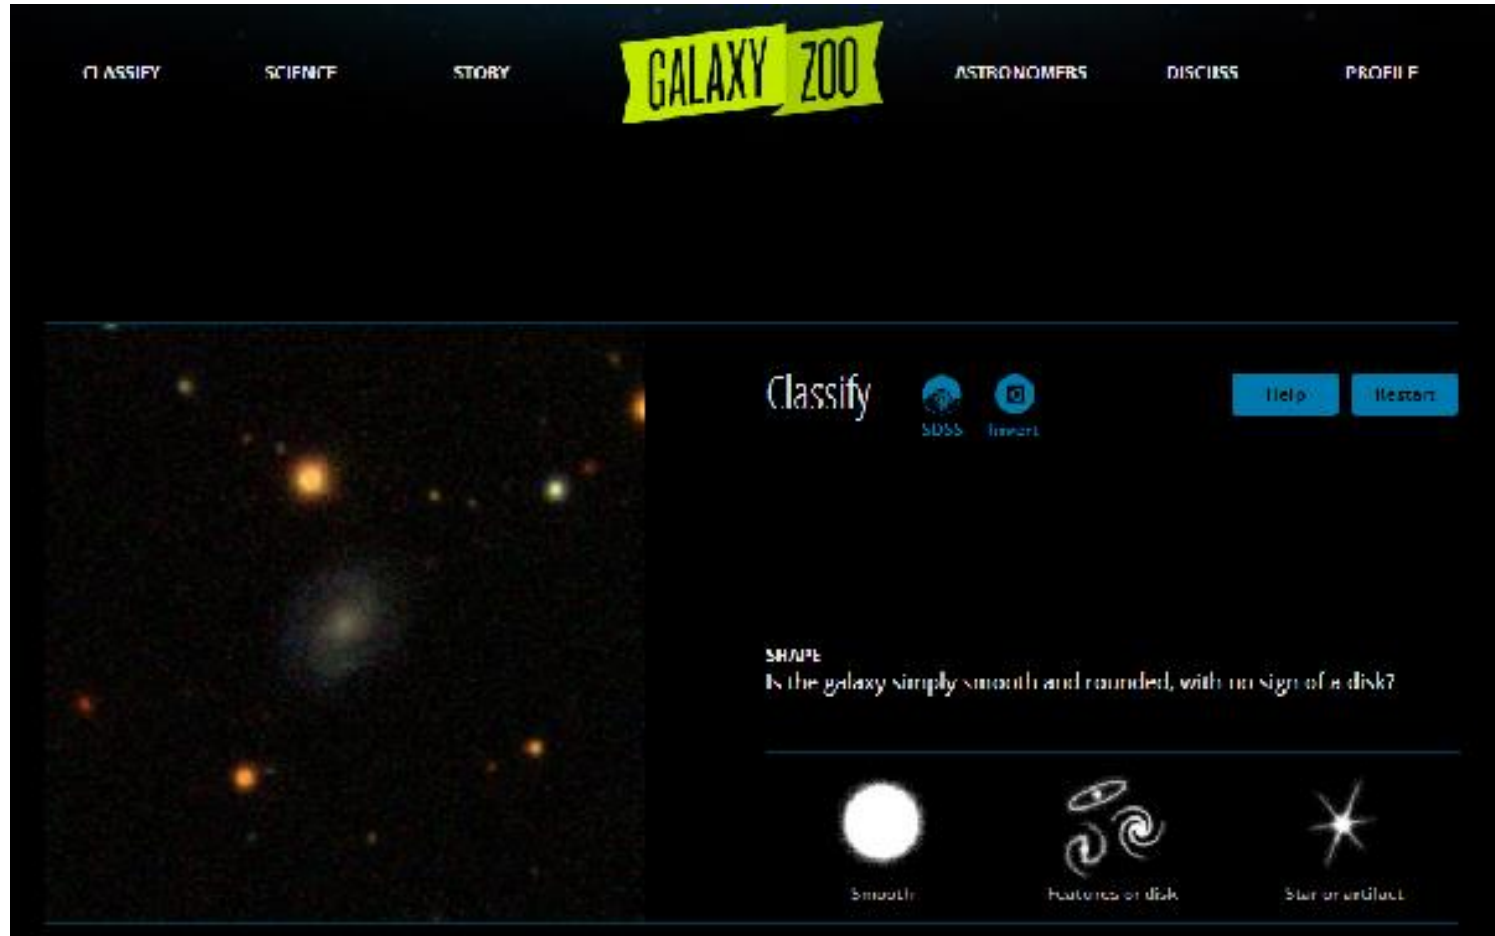 CLASSIFY
SCIENCE
STORY
GALAXY ZOO
ASTRONOMERS
DISCUSS
PROFILE
Classify
SDSS
Invert
Help
Restart
SHAPE
Is the galaxy simply smooth and rounded, with no sign of a disk?
Smooth
Features or disk
Star or artifact